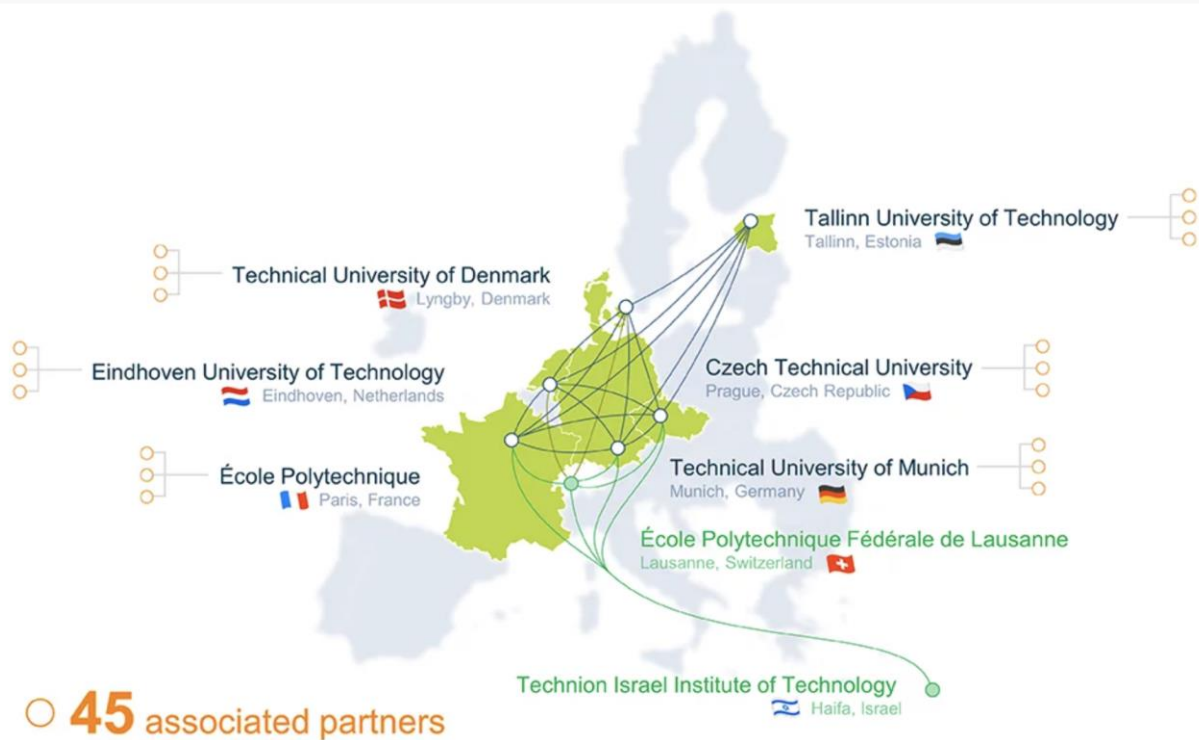 Tallinn University of Technology
Tallinn, Estonia
Technical University of Denmark
Lyngby, Denmark
Eindhoven University of Technology
Eindhoven, Netherlands
Czech Technical University
Prague, Czech Republic
École Polytechnique
Paris, France
Technical University of Munich
Munich, Germany
École Polytechnique Fédérale de Lausanne
Lausanne, Switzerland
Technion Israel Institute of Technology
Haifa, Israel
45 associated partners